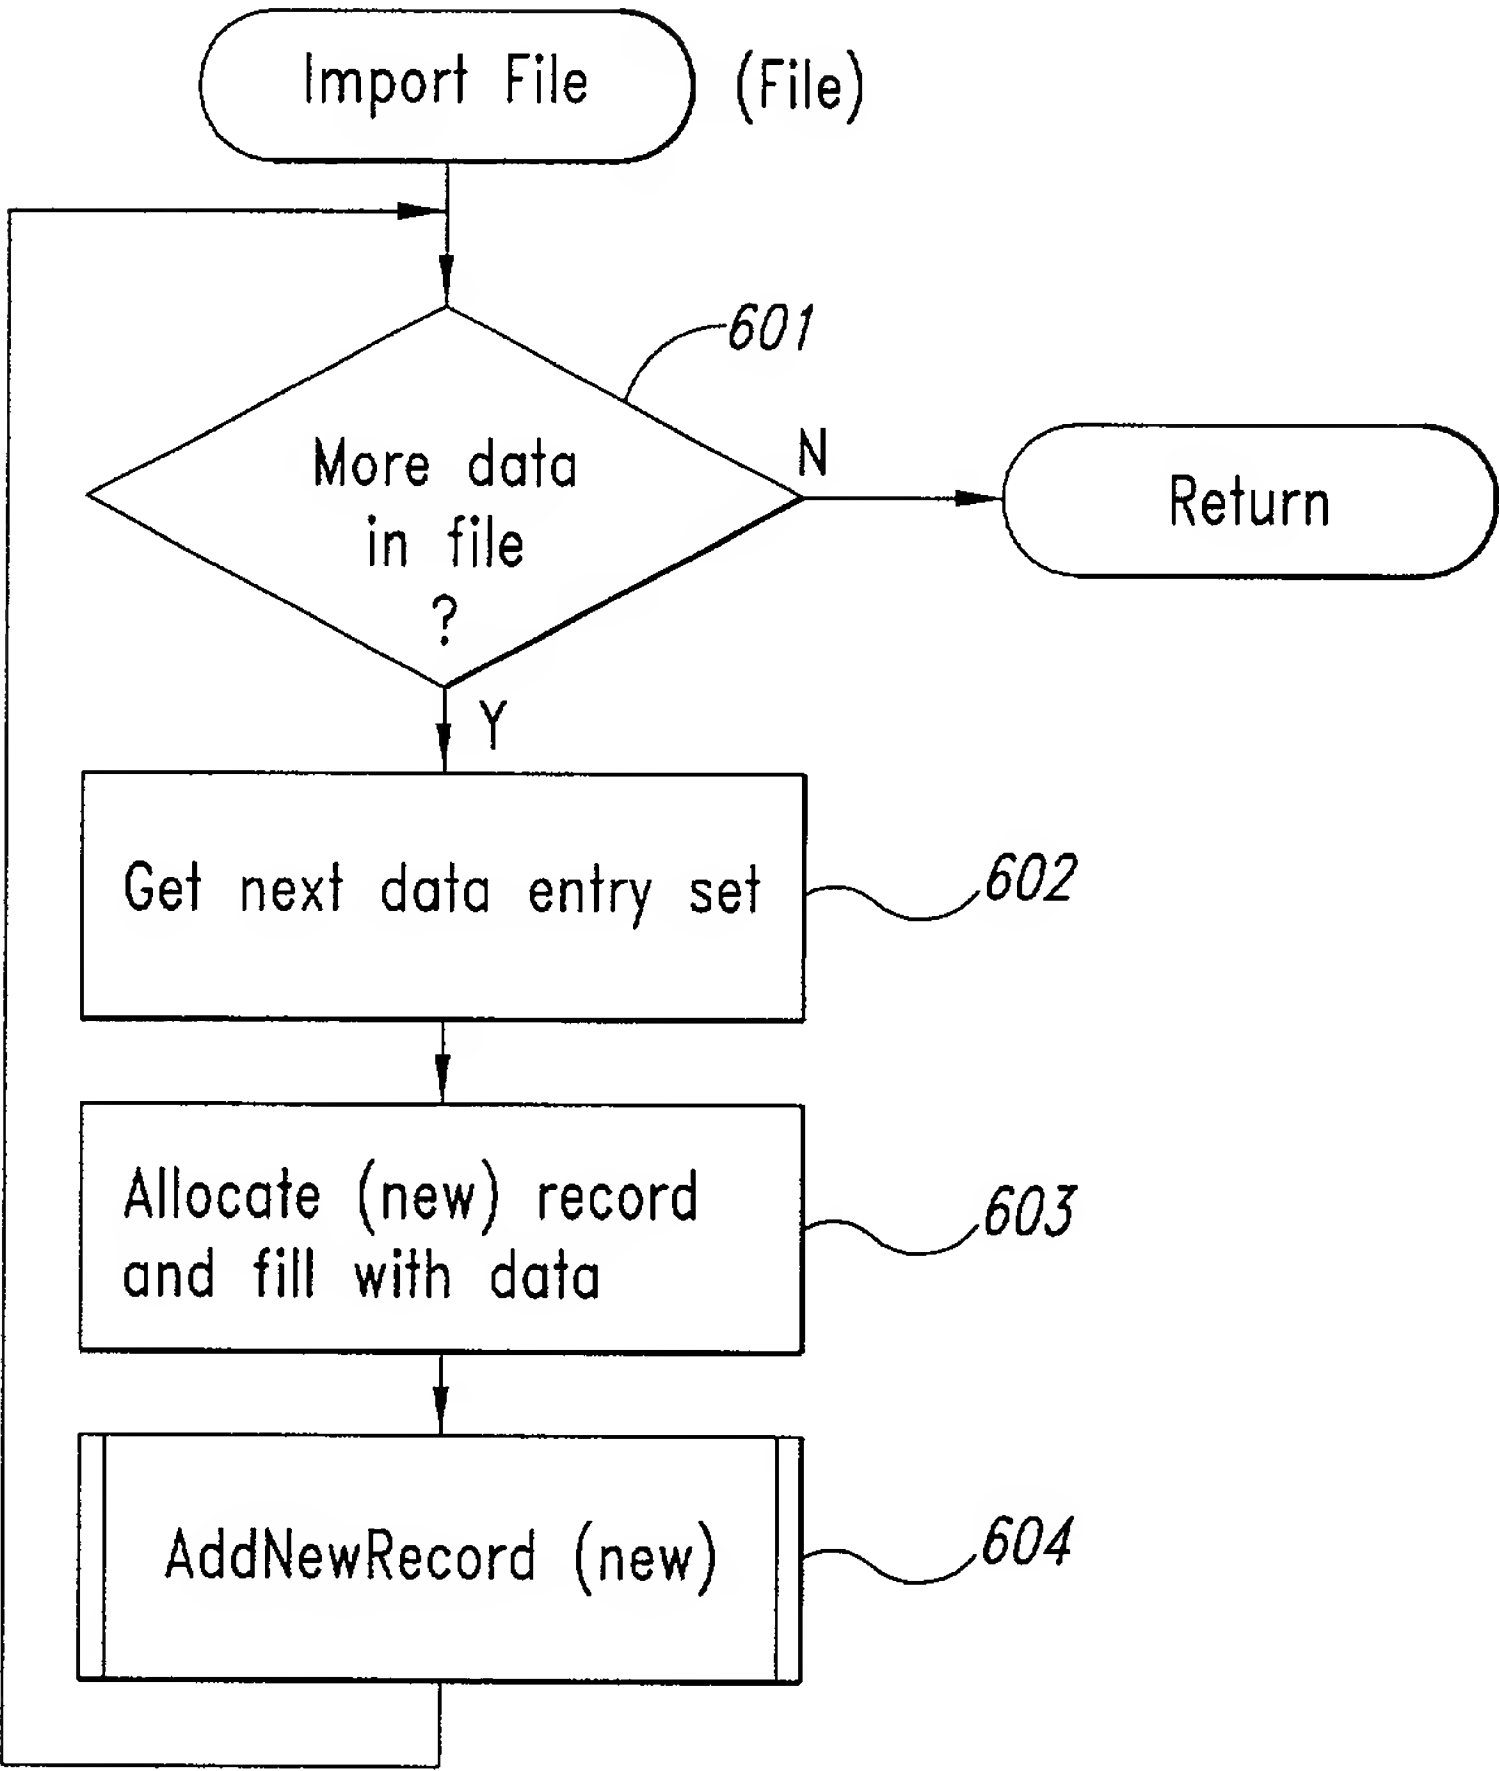 Import File (File)
601
More data
in file
?
N
Return
Y
Get next data entry set
602
Allocate (new) record
and fill with data
603
AddNewRecord (new)
604